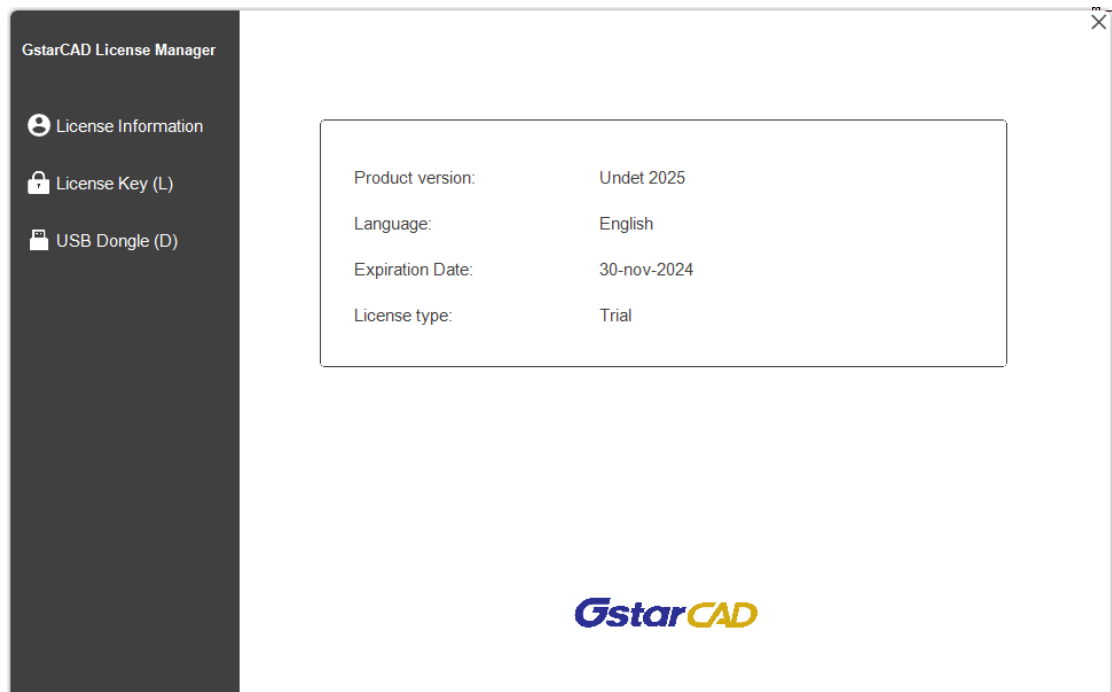 GstarCAD License Manager
License Information
License Key (L)
USB Dongle (D)
Product version: Undet 2025
Language: English
Expiration Date: 30-nov-2024
License type: Trial
GstarCAD